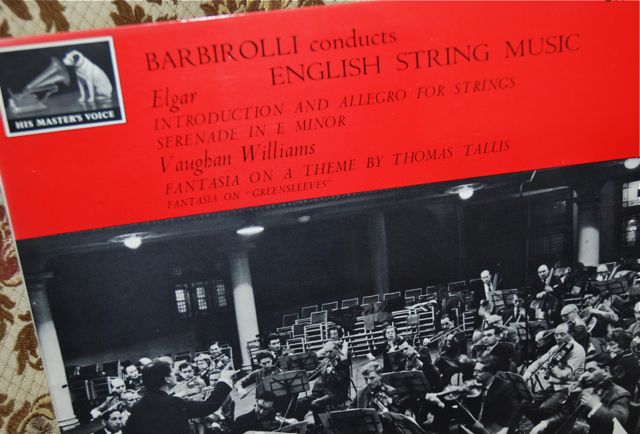 BARBIROLLI conducts
ENGLISH STRING MUSIC
Elgar
INTRODUCTION AND ALLEGRO FOR STRINGS
SERENADE IN E MINOR
Vaughan Williams
FANTASIA ON A THEME BY THOMAS TALLIS
FANTASIA ON "GREENSLEEVES"
HIS MASTER'S VOICE